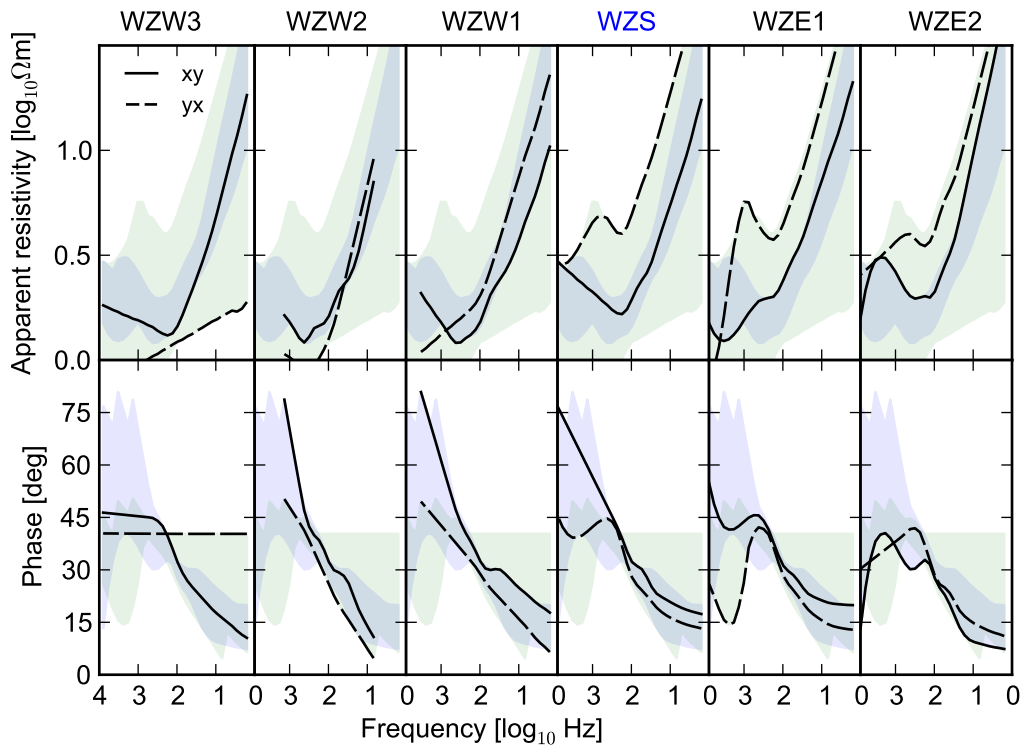 WZW3 WZW2 WZW1 WZS WZE1 WZE2
Apparent resistivity [log₁₀Ωm]
1.0
0.5
0.0
xy
yx
Phase [deg]
75
60
45
30
15
0
4 3 2 1 0 3 2 1 0 3 2 1 0 3 2 1 0 3 2 1 0 3 2 1 0
Frequency [log₁₀ Hz]